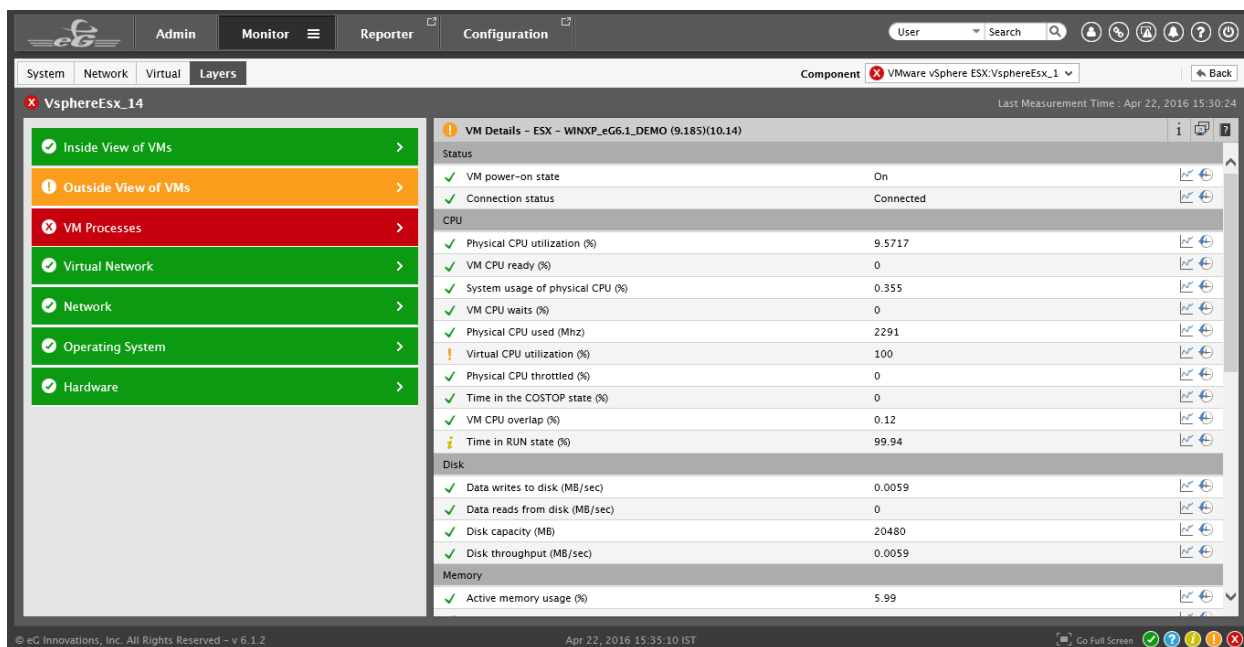 eG
Admin
Monitor
Reporter
Configuration
User
Search
System Network Virtual Layers
Component VMware vSphere ESX:VsphereEsx_1
Back
VsphereEsx_14
Last Measurement Time : Apr 22, 2016 15:30:24
Inside View of VMs
Outside View of VMs
VM Processes
Virtual Network
Network
Operating System
Hardware
VM Details - ESX - WINXP_eG6.1_DEMO (9.185)(10.14)
Status
VM power-on state On
Connection status Connected
CPU
Physical CPU utilization (%) 9.5717
VM CPU ready (%) 0
System usage of physical CPU (%) 0.355
VM CPU waits (%) 0
Physical CPU used (Mhz) 2291
Virtual CPU utilization (%) 100
Physical CPU throttled (%) 0
Time in the COSTOP state (%) 0
VM CPU overlap (%) 0.12
Time in RUN state (%) 99.94
Disk
Data writes to disk (MB/sec) 0.0059
Data reads from disk (MB/sec) 0
Disk capacity (MB) 20480
Disk throughput (MB/sec) 0.0059
Memory
Active memory usage (%) 5.99
© eG Innovations, Inc. All Rights Reserved - v 6.1.2
Apr 22, 2016 15:35:10 IST
Go Full Screen